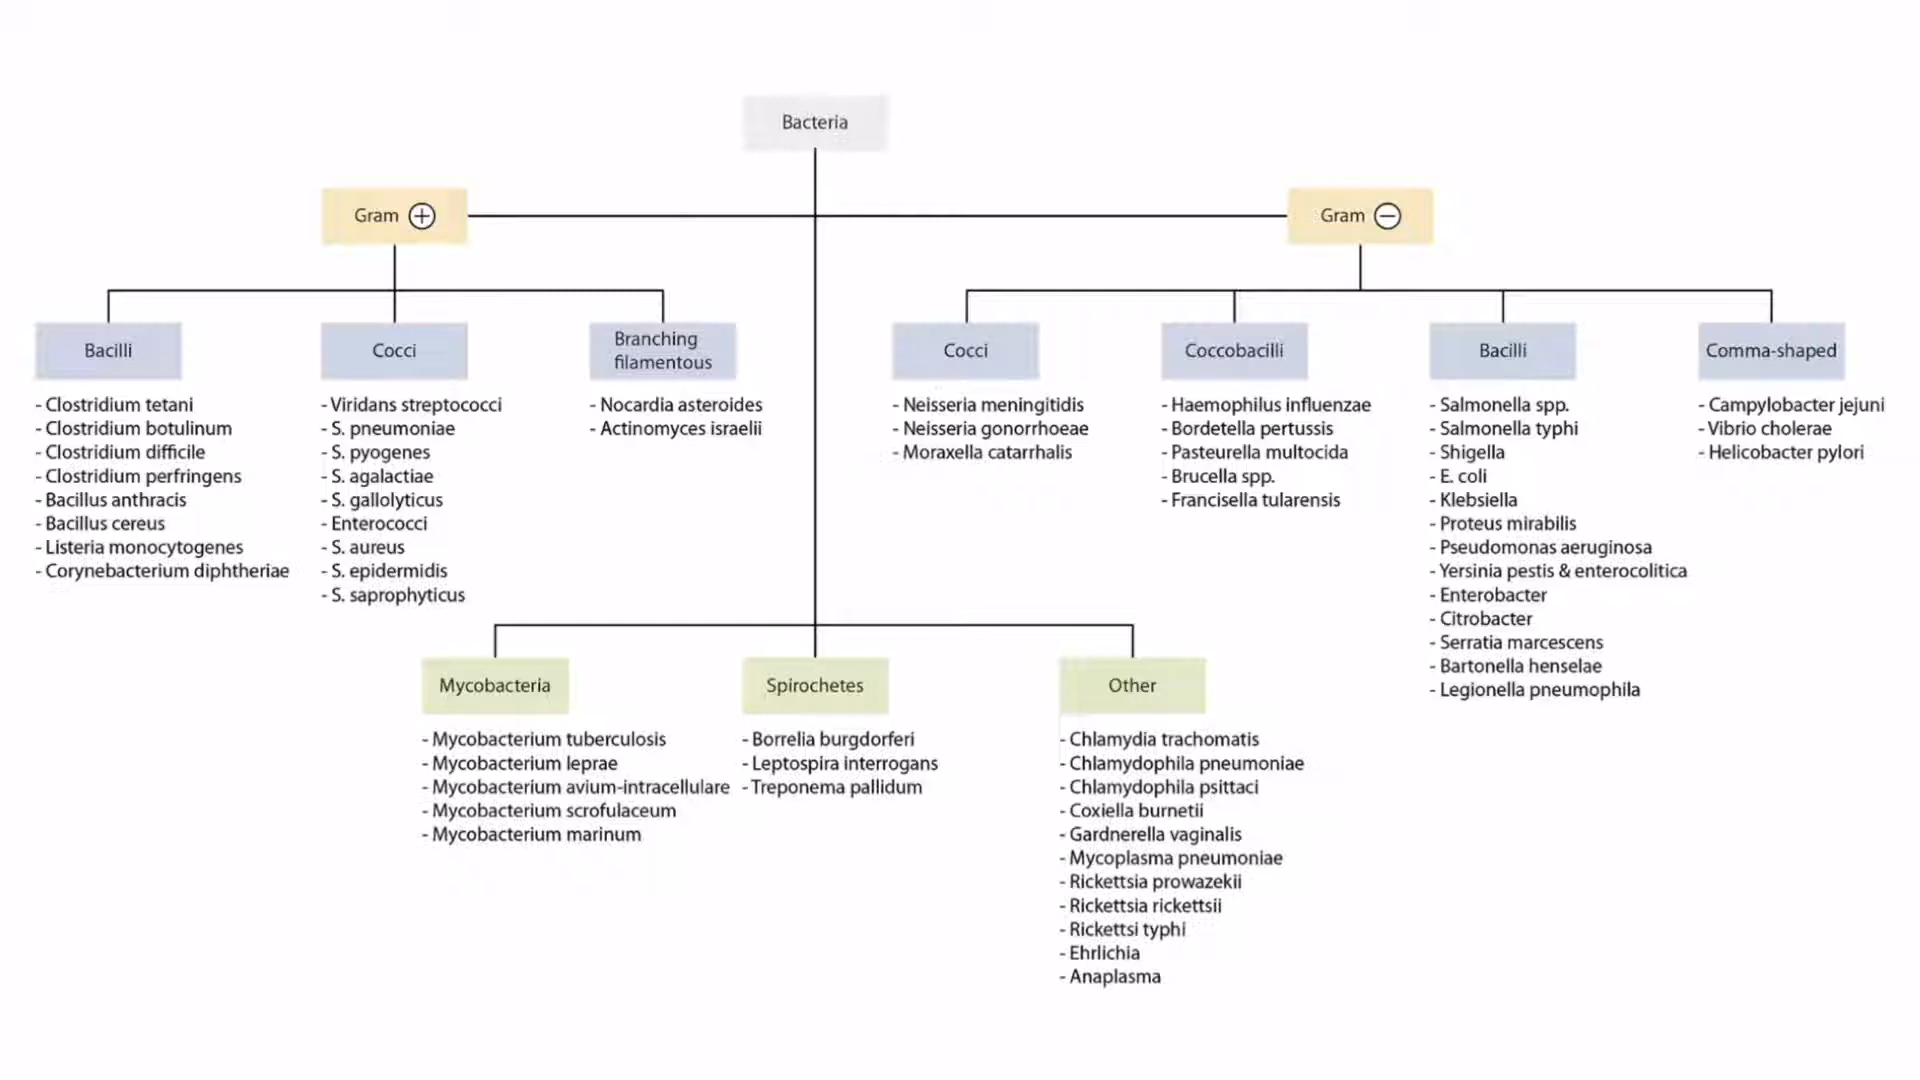 Bacteria
Gram +
Gram −
Bacilli
- Clostridium tetani
- Clostridium botulinum
- Clostridium difficile
- Clostridium perfringens
- Bacillus anthracis
- Bacillus cereus
- Listeria monocytogenes
- Corynebacterium diphtheriae
Cocci
- Viridans streptococci
- S. pneumoniae
- S. pyogenes
- S. agalactiae
- S. gallolyticus
- Enterococci
- S. aureus
- S. epidermidis
- S. saprophyticus
Branching
filamentous
- Nocardia asteroides
- Actinomyces israelii
Cocci
- Neisseria meningitidis
- Neisseria gonorrhoeae
- Moraxella catarrhalis
Coccobacilli
- Haemophilus influenzae
- Bordetella pertussis
- Pasteurella multocida
- Brucella spp.
- Francisella tularensis
Bacilli
- Salmonella spp.
- Salmonella typhi
- Shigella
- E. coli
- Klebsiella
- Proteus mirabilis
- Pseudomonas aeruginosa
- Yersinia pestis & enterocolitica
- Enterobacter
- Citrobacter
- Serratia marcescens
- Bartonella henselae
- Legionella pneumophila
Comma-shaped
- Campylobacter jejuni
- Vibrio cholerae
- Helicobacter pylori
Mycobacteria
- Mycobacterium tuberculosis
- Mycobacterium leprae
- Mycobacterium avium-intracellulare
- Mycobacterium scrofulaceum
- Mycobacterium marinum
Spirochetes
- Borrelia burgdorferi
- Leptospira interrogans
- Treponema pallidum
Other
- Chlamydia trachomatis
- Chlamydophila pneumoniae
- Chlamydophila psittaci
- Coxiella burnetii
- Gardnerella vaginalis
- Mycoplasma pneumoniae
- Rickettsia prowazekii
- Rickettsia rickettsii
- Rickettsi typhi
- Ehrlichia
- Anaplasma